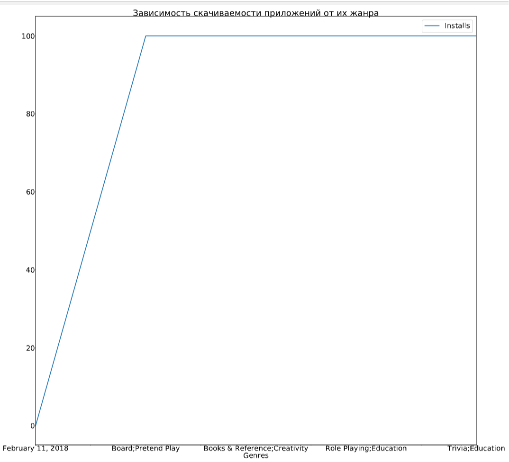 Зависимость скачиваемости приложений от их жанра
Installs
100
80
60
40
20
0
February 11, 2018 Board;Pretend Play Books & Reference;Creativity Role Playing;Education Trivia;Education
Genres